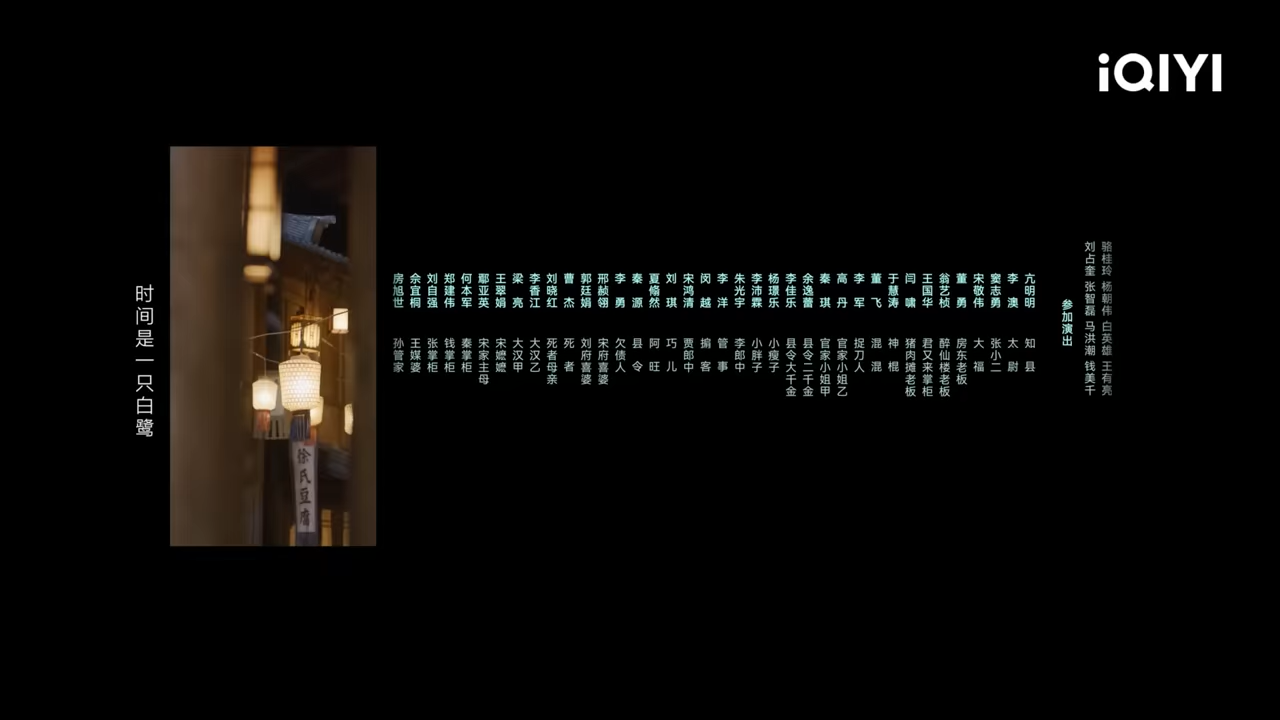 iQIYI
时间是一只白鹭
徐氏豆腐
房旭世 孙管家
佘宜桐 王媒婆
刘自强 张掌柜
郑建伟 钱掌柜
何本军 秦掌柜
鄢亚英 宋家主母
王翠娟 宋嬷嬷
梁亮 大汉甲
李香江 大汉乙
刘晓红 死者母亲
曹杰 死者
郭廷娟 刘府喜婆
邢赪翎 宋府喜婆
李勇 欠债人
秦源 县令
夏翛然 阿旺
刘琪 巧儿
宋鸿清 贾郎中
闵越 掮客
李洋 管事
朱光宇 李郎中
李沛霖 小胖子
杨璟乐 小瘦子
李佳乐 县令大千金
余逸蕾 县令二千金
秦琪 官家小姐甲
高丹 官家小姐乙
李军 捉刀人
董飞 混混
于慧涛 神棍
闫啸 猪肉摊老板
王国华 君又来掌柜
翁艺桢 醉仙楼老板
董勇 房东老板
宋敬伟 大福
窦志勇 张小二
李澳 太尉
亢明明 知县
参加演出
刘占奎 张智磊 马洪潮 钱美千
骆桂玲 杨朝伟 白英雄 王有亮